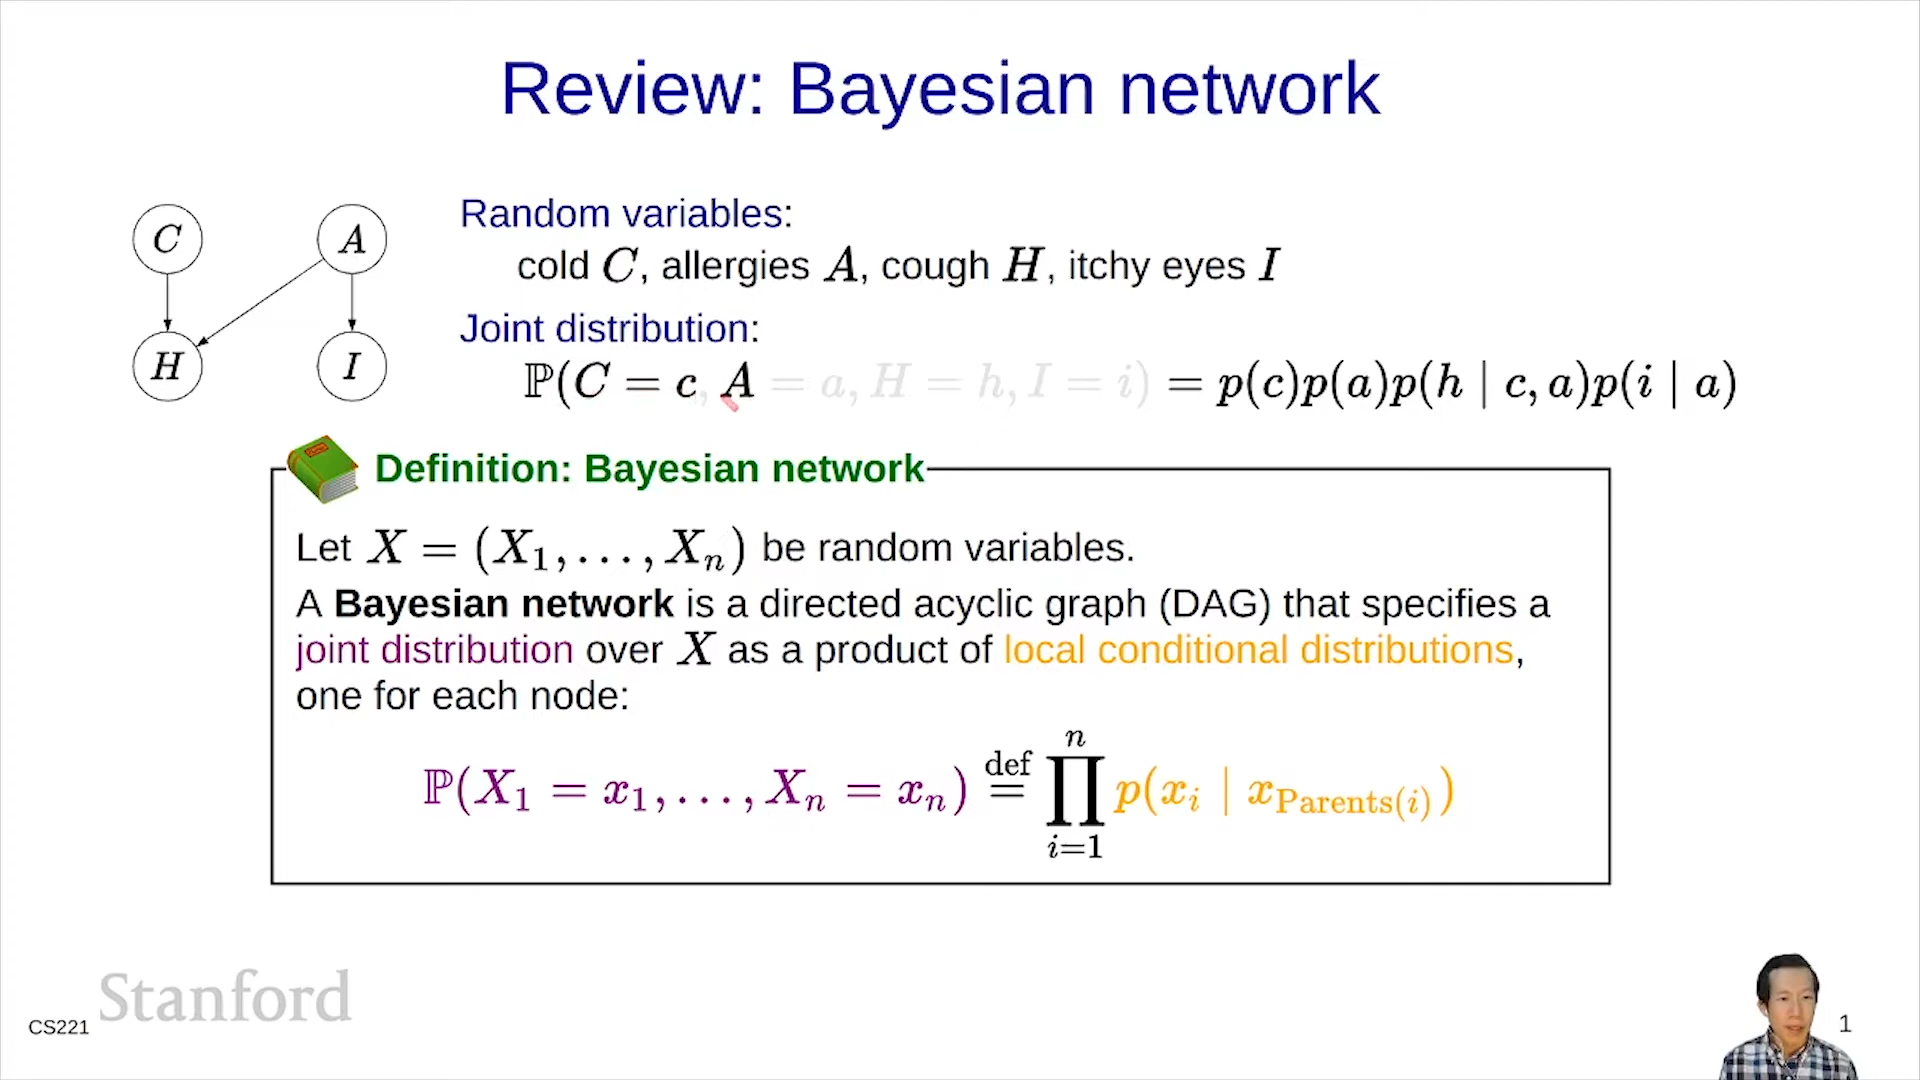 Review: Bayesian network
C
A
H
I
Random variables:
cold C, allergies A, cough H, itchy eyes I
Joint distribution:
ℙ(C = c, A = a, H = h, I = i) = p(c)p(a)p(h | c, a)p(i | a)
Definition: Bayesian network
Let X = (X₁, . . . , Xₙ) be random variables.
A Bayesian network is a directed acyclic graph (DAG) that specifies a
joint distribution over X as a product of local conditional distributions,
one for each node:
ℙ(X₁ = x₁, . . . , Xₙ = xₙ) def= ∏ⁿᵢ₌₁ p(xᵢ | x_Parents(i))
Stanford
CS221
1